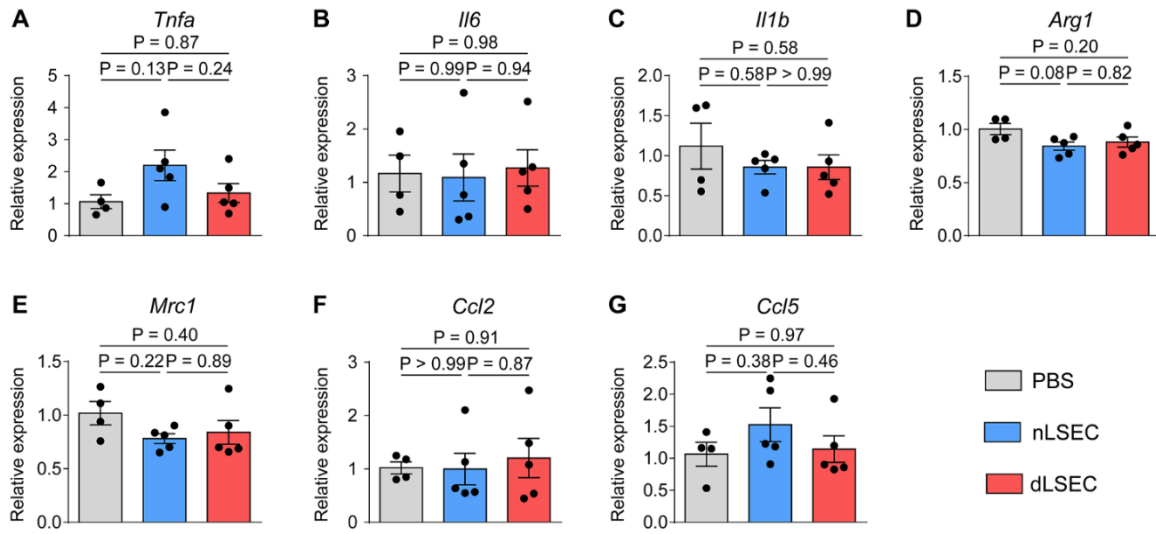 A
Tnfa
P = 0.87
P = 0.13
P = 0.24
Relative expression
5
4
3
2
1
0
B
Il6
P = 0.98
P = 0.99
P = 0.94
Relative expression
3
2
1
0
C
Il1b
P = 0.58
P = 0.58
P > 0.99
Relative expression
2.0
1.5
1.0
0.5
0.0
D
Arg1
P = 0.20
P = 0.08
P = 0.82
Relative expression
1.5
1.0
0.5
0.0
E
Mrc1
P = 0.40
P = 0.22
P = 0.89
Relative expression
1.5
1.0
0.5
0.0
F
Ccl2
P = 0.91
P > 0.99
P = 0.87
Relative expression
3
2
1
0
G
Ccl5
P = 0.97
P = 0.38
P = 0.46
Relative expression
2.5
2.0
1.5
1.0
0.5
0.0
PBS
nLSEC
dLSEC